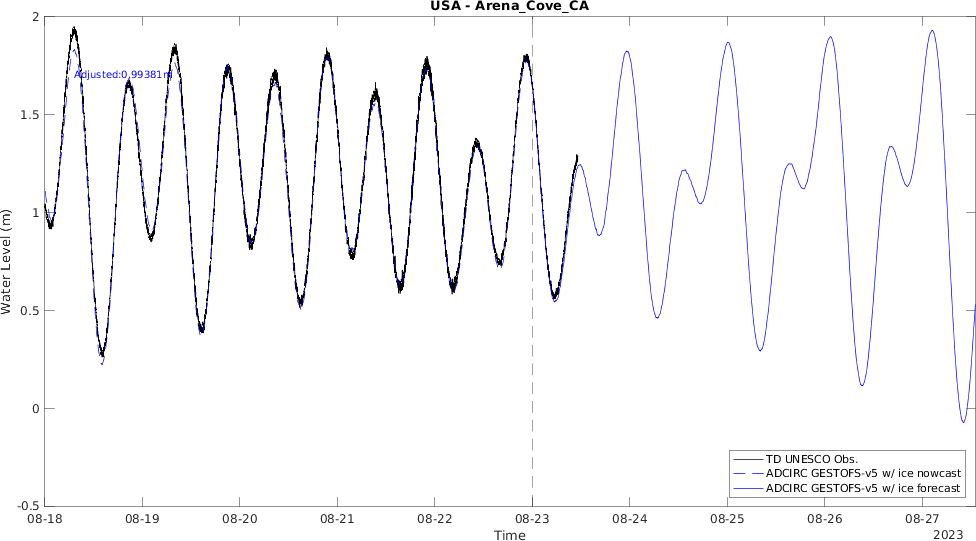 USA - Arena_Cove_CA
2
Adjusted:0.99381m
1.5
1
0.5
0
-0.5
Water Level (m)
TD UNESCO Obs.
ADCIRC GESTOFS-v5 w/ ice nowcast
ADCIRC GESTOFS-v5 w/ ice forecast
08-18 08-19 08-20 08-21 08-22 08-23 08-24 08-25 08-26 08-27
Time
2023